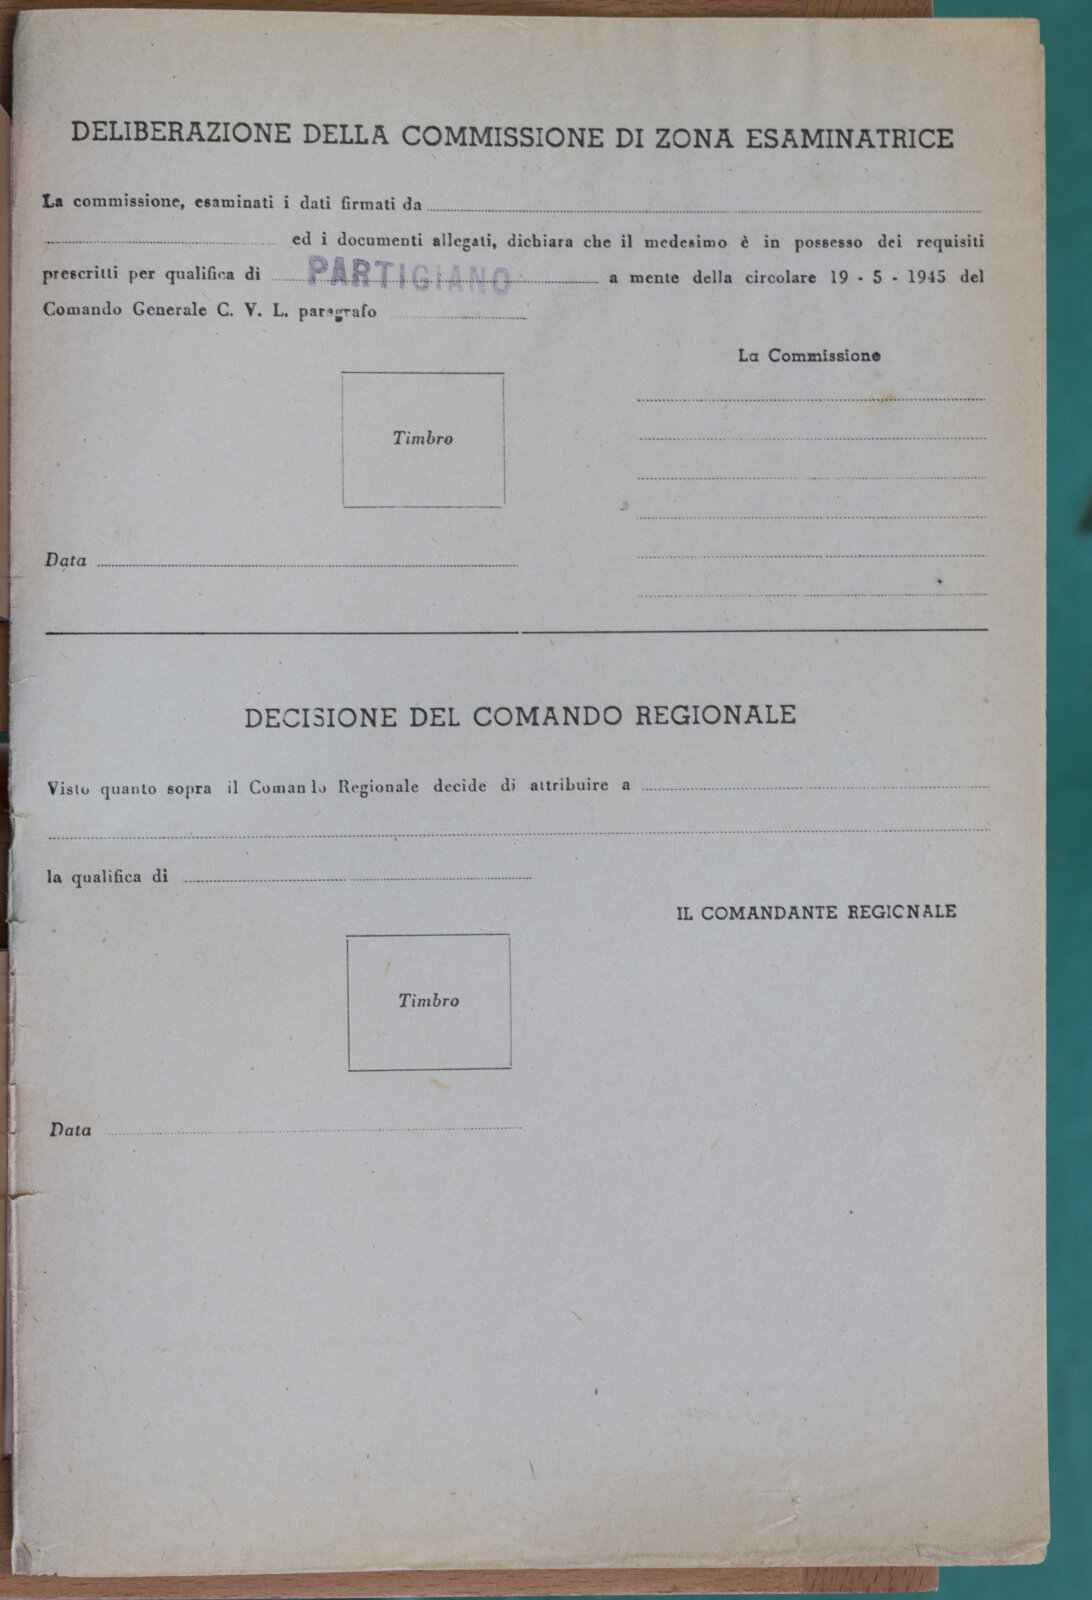 DELIBERAZIONE DELLA COMMISSIONE DI ZONA ESAMINATRICE
La commissione, esaminati i dati firmati da
ed i documenti allegati, dichiara che il medesimo è in possesso dei requisiti
prescritti per qualifica di PARTIGIANO a mente della circolare 19 - 5 - 1945 del
Comando Generale C. V. L. paragrafo
La Commissione
Timbro
Data
DECISIONE DEL COMANDO REGIONALE
Visto quanto sopra il Comando Regionale decide di attribuire a
la qualifica di
IL COMANDANTE REGIONALE
Timbro
Data